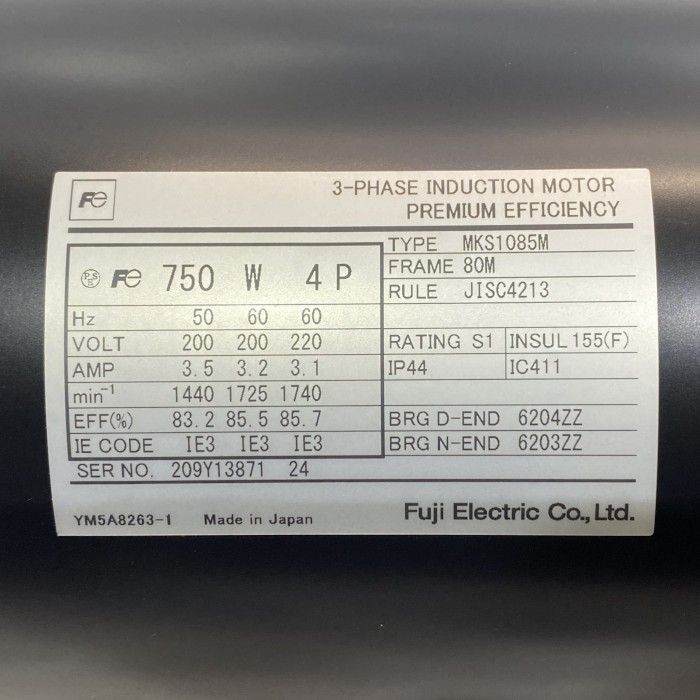 Fe
3-PHASE INDUCTION MOTOR
PREMIUM EFFICIENCY
PS E Fe 750 W 4 P
Hz 50 60 60
VOLT 200 200 220
AMP 3.5 3.2 3.1
min-1 1440 1725 1740
EFF(%) 83.2 85.5 85.7
IE CODE IE3 IE3 IE3
SER NO. 209Y13871 24
TYPE MKS1085M
FRAME 80M
RULE JISC4213
RATING S1 INSUL 155(F)
IP44 IC411
BRG D-END 6204ZZ
BRG N-END 6203ZZ
YM5A8263-1 Made in Japan
Fuji Electric Co., Ltd.